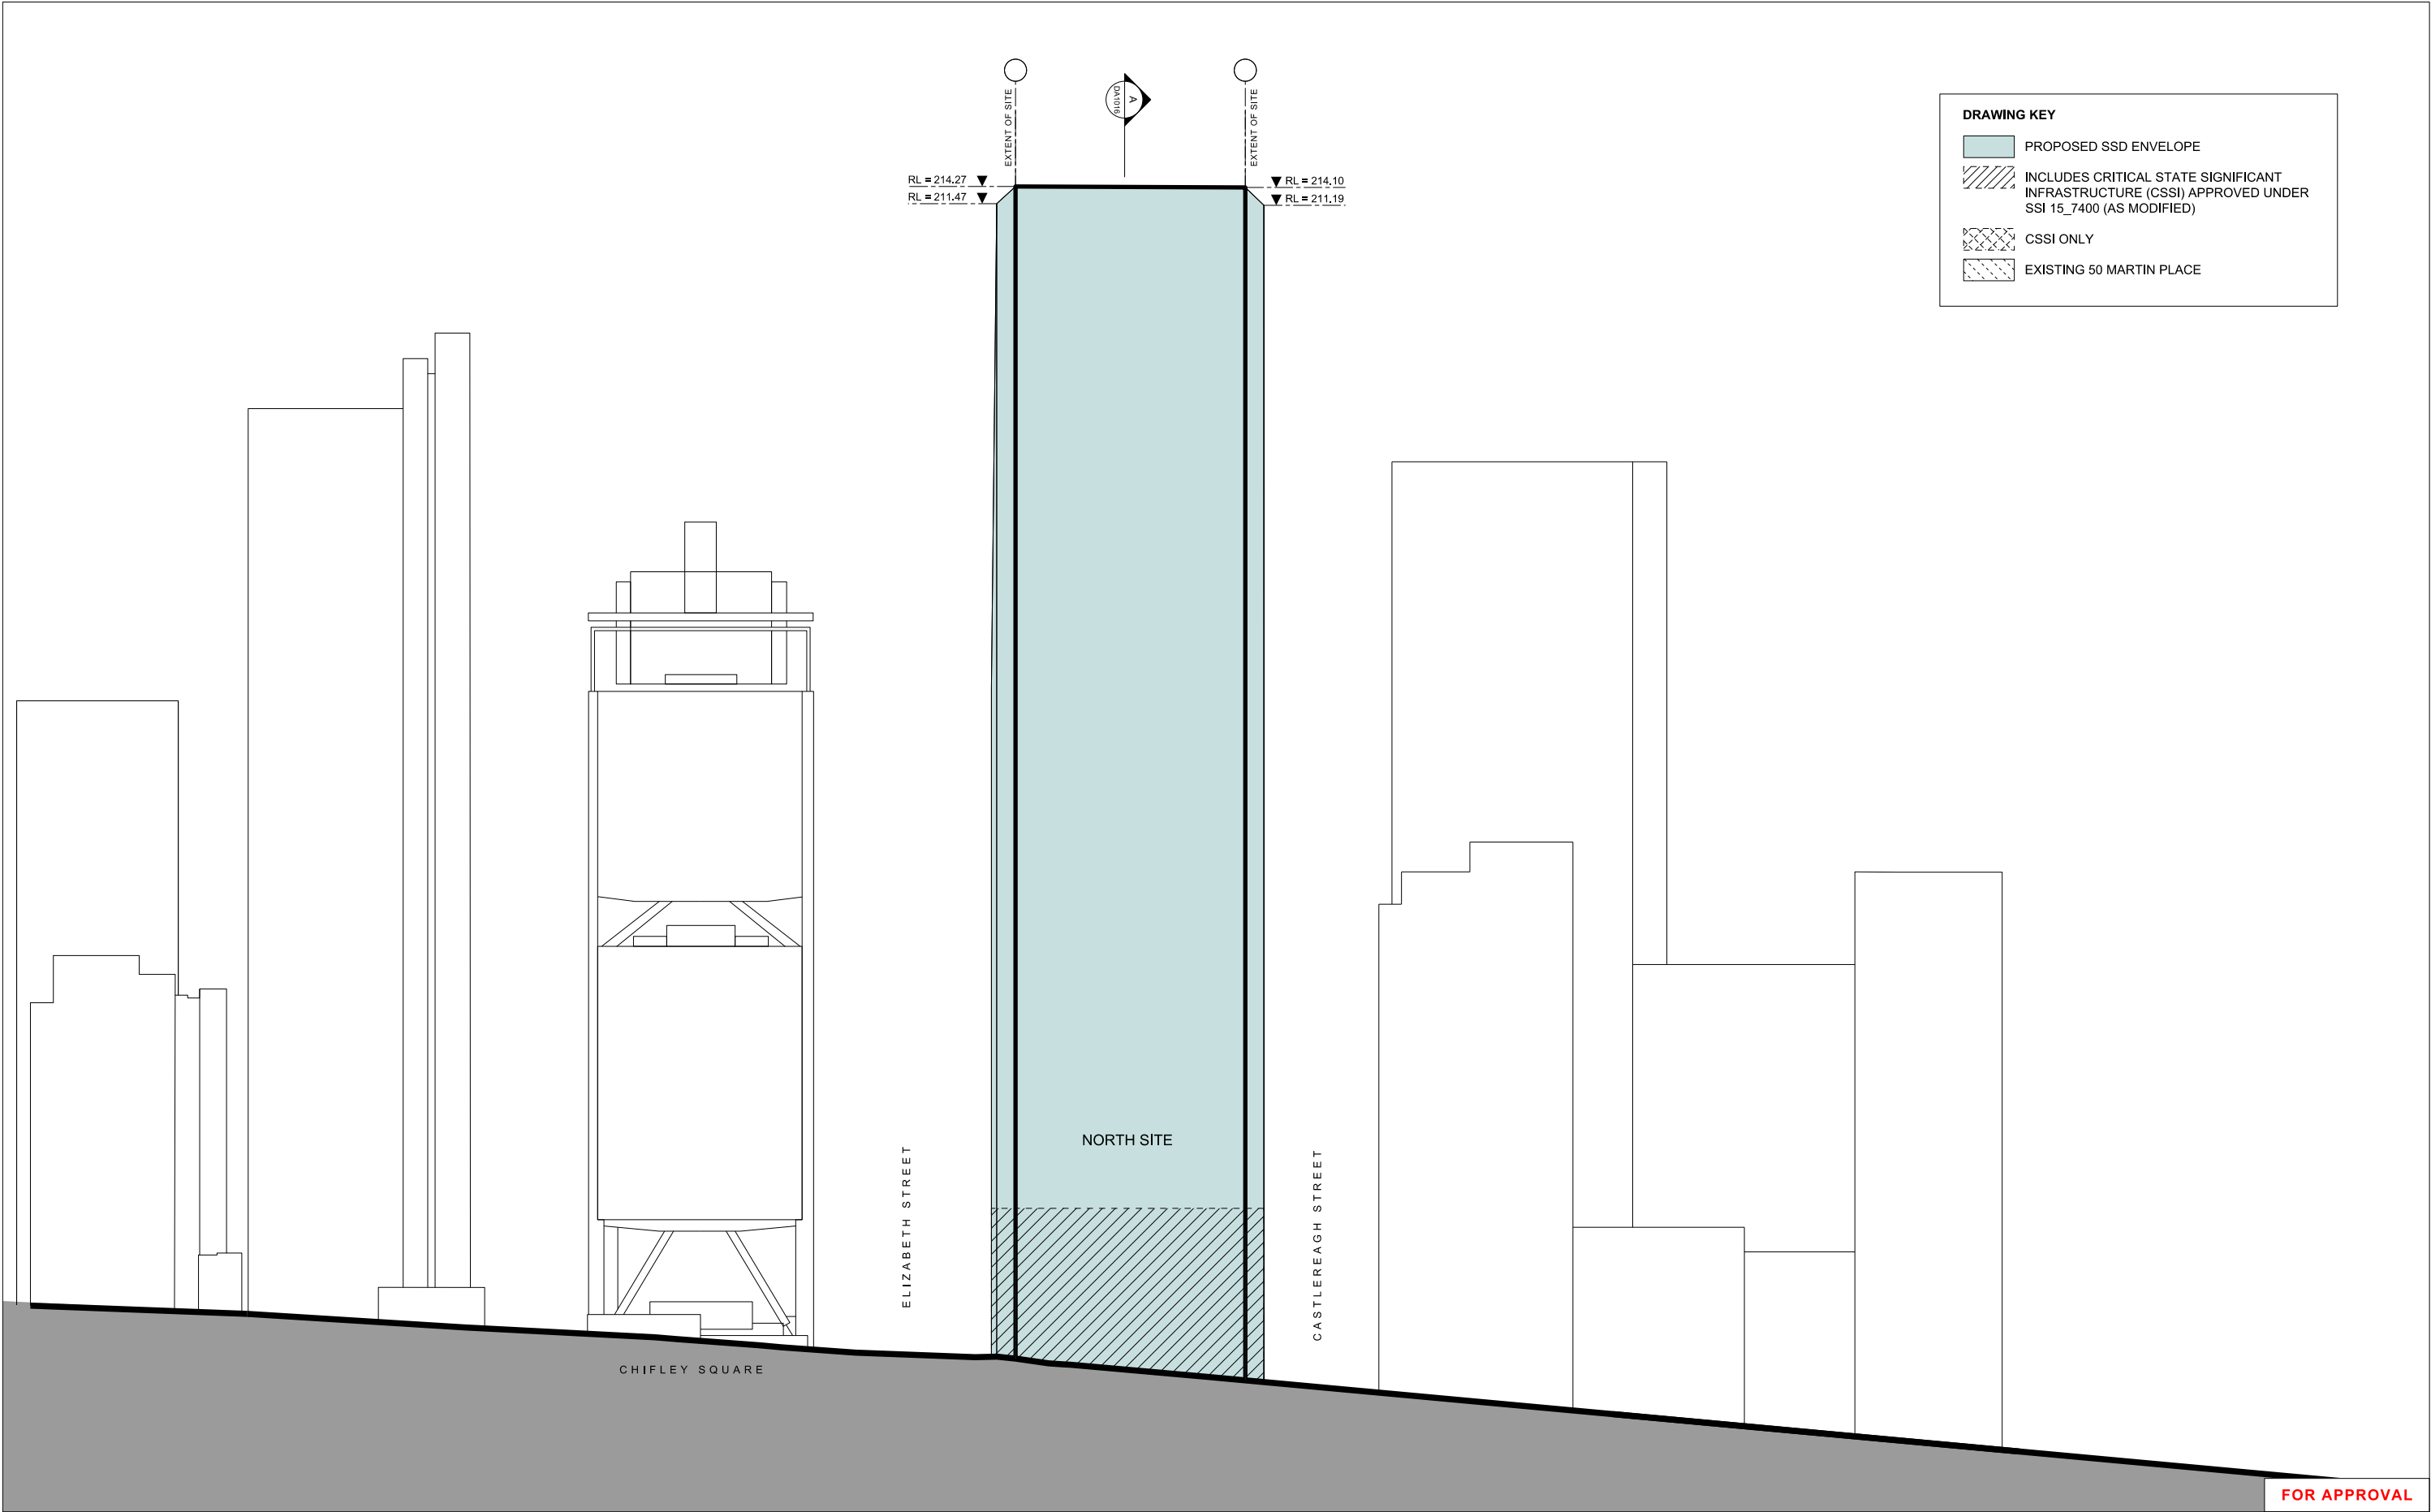 EXTENT OF SITE
A
DA1016
EXTENT OF SITE
RL = 214.27
RL = 211.47
RL = 214.10
RL = 211.19
DRAWING KEY
PROPOSED SSD ENVELOPE
INCLUDES CRITICAL STATE SIGNIFICANT
INFRASTRUCTURE (CSSI) APPROVED UNDER
SSI 15_7400 (AS MODIFIED)
CSSI ONLY
EXISTING 50 MARTIN PLACE
NORTH SITE
ELIZABETH STREET
CASTLEREAGH STREET
CHIFLEY SQUARE
FOR APPROVAL